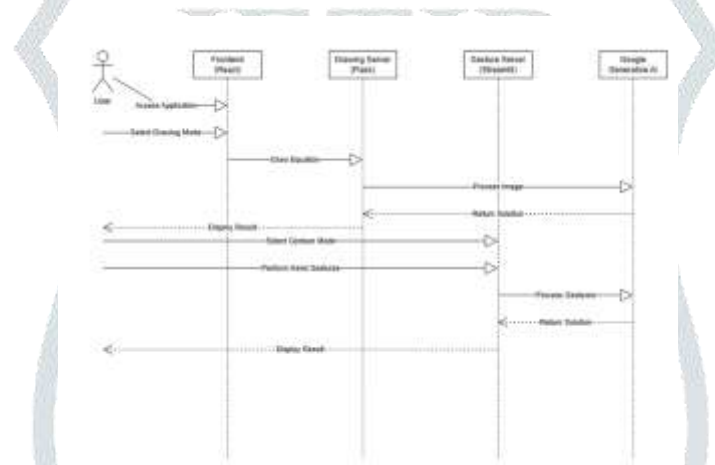 Frontend
(React)
Drawing Server
(Flask)
Gesture Server
(Streamlit)
Google
Generative AI
User
Access Application
Select Drawing Mode
Draw Equation
Process Image
Return Solution
Display Result
Select Gesture Mode
Perform Hand Gestures
Process Gestures
Return Solution
Display Result